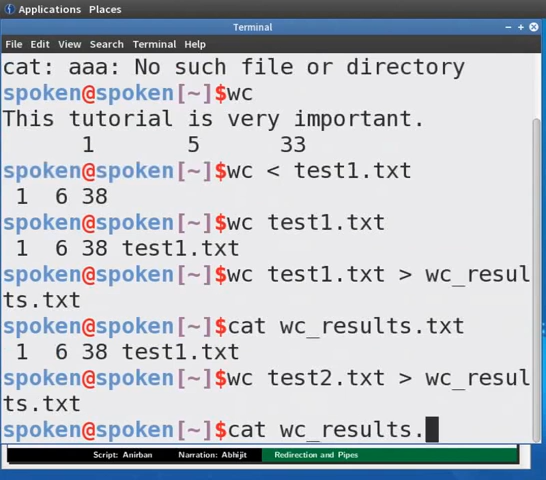 Applications Places
Terminal
File Edit View Search Terminal Help
cat: aaa: No such file or directory
spoken@spoken[~]$wc
This tutorial is very important.
1 5 33
spoken@spoken[~]$wc < test1.txt
1 6 38
spoken@spoken[~]$wc test1.txt
1 6 38 test1.txt
spoken@spoken[~]$wc test1.txt > wc_resul
ts.txt
spoken@spoken[~]$cat wc_results.txt
1 6 38 test1.txt
spoken@spoken[~]$wc test2.txt > wc_resul
ts.txt
spoken@spoken[~]$cat wc_results.
Script: Anirban Narration: Abhijit Redirection and Pipes